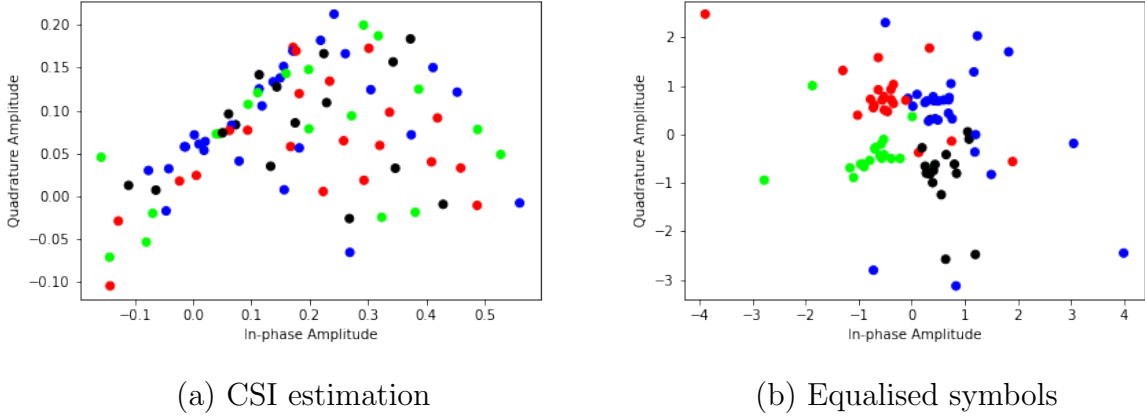 0.20
0.15
0.10
0.05
0.00
−0.05
−0.10
Quadrature Amplitude
−0.1 0.0 0.1 0.2 0.3 0.4 0.5
In-phase Amplitude
(a) CSI estimation
2
1
0
−1
−2
−3
Quadrature Amplitude
−4 −3 −2 −1 0 1 2 3 4
In-phase Amplitude
(b) Equalised symbols